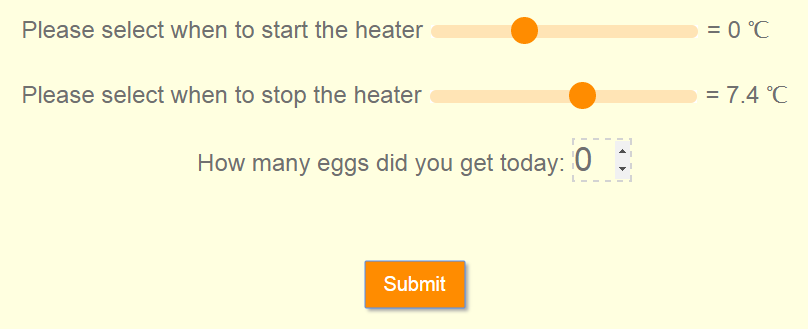 Please select when to start the heater = 0 ℃
Please select when to stop the heater = 7.4 ℃
How many eggs did you get today: 0
Submit